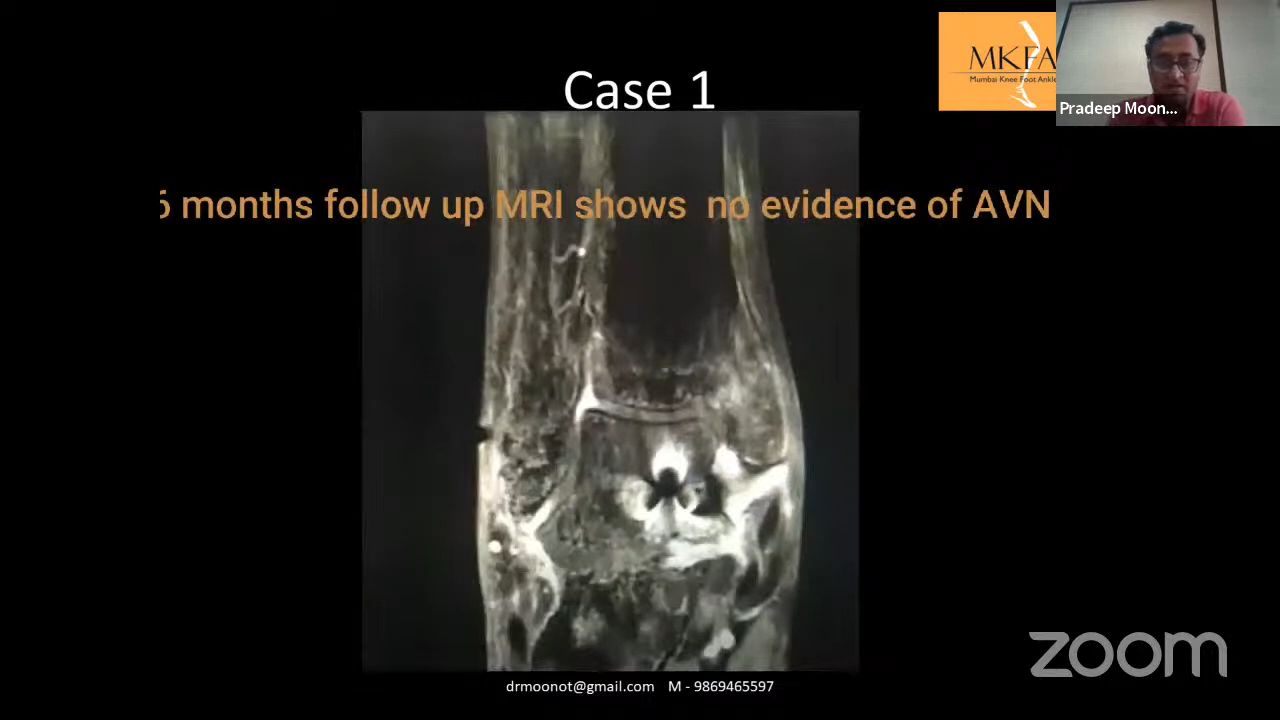 Case 1
MKFA
Mumbai Knee Foot Ankle
Pradeep Moon...
months follow up MRI shows no evidence of AVN
zoom
drmoonot@gmail.com M - 9869465597